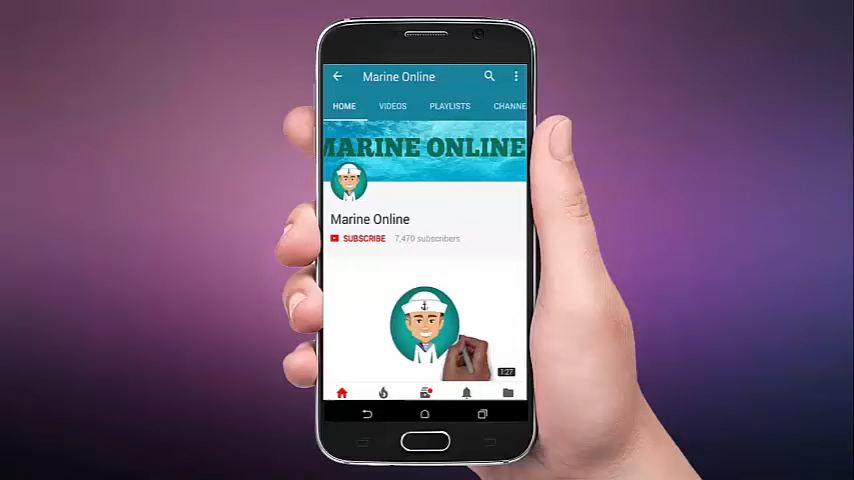 Marine Online
HOME VIDEOS PLAYLISTS CHANNE
MARINE ONLINE
Marine Online
SUBSCRIBE 7,470 subscribers
1:27